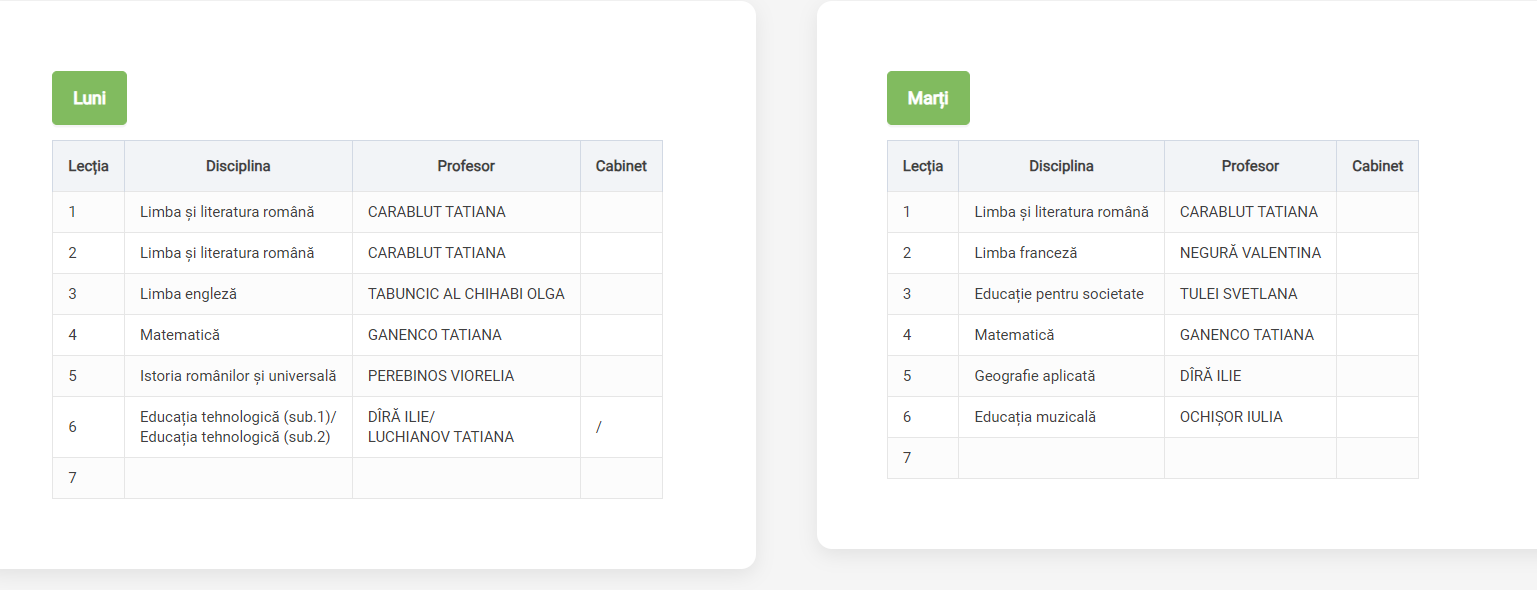 Luni
Lecția Disciplina Profesor Cabinet
1 Limba și literatura română CARABLUT TATIANA
2 Limba și literatura română CARABLUT TATIANA
3 Limba engleză TABUNCIC AL CHIHABI OLGA
4 Matematică GANENCO TATIANA
5 Istoria românilor și universală PEREBINOS VIORELIA
6 Educația tehnologică (sub.1)/ DÎRĂ ILIE/ /
Educația tehnologică (sub.2) LUCHIANOV TATIANA
7
Marți
Lecția Disciplina Profesor Cabinet
1 Limba și literatura română CARABLUT TATIANA
2 Limba franceză NEGURĂ VALENTINA
3 Educație pentru societate TULEI SVETLANA
4 Matematică GANENCO TATIANA
5 Geografie aplicată DÎRĂ ILIE
6 Educația muzicală OCHIȘOR IULIA
7